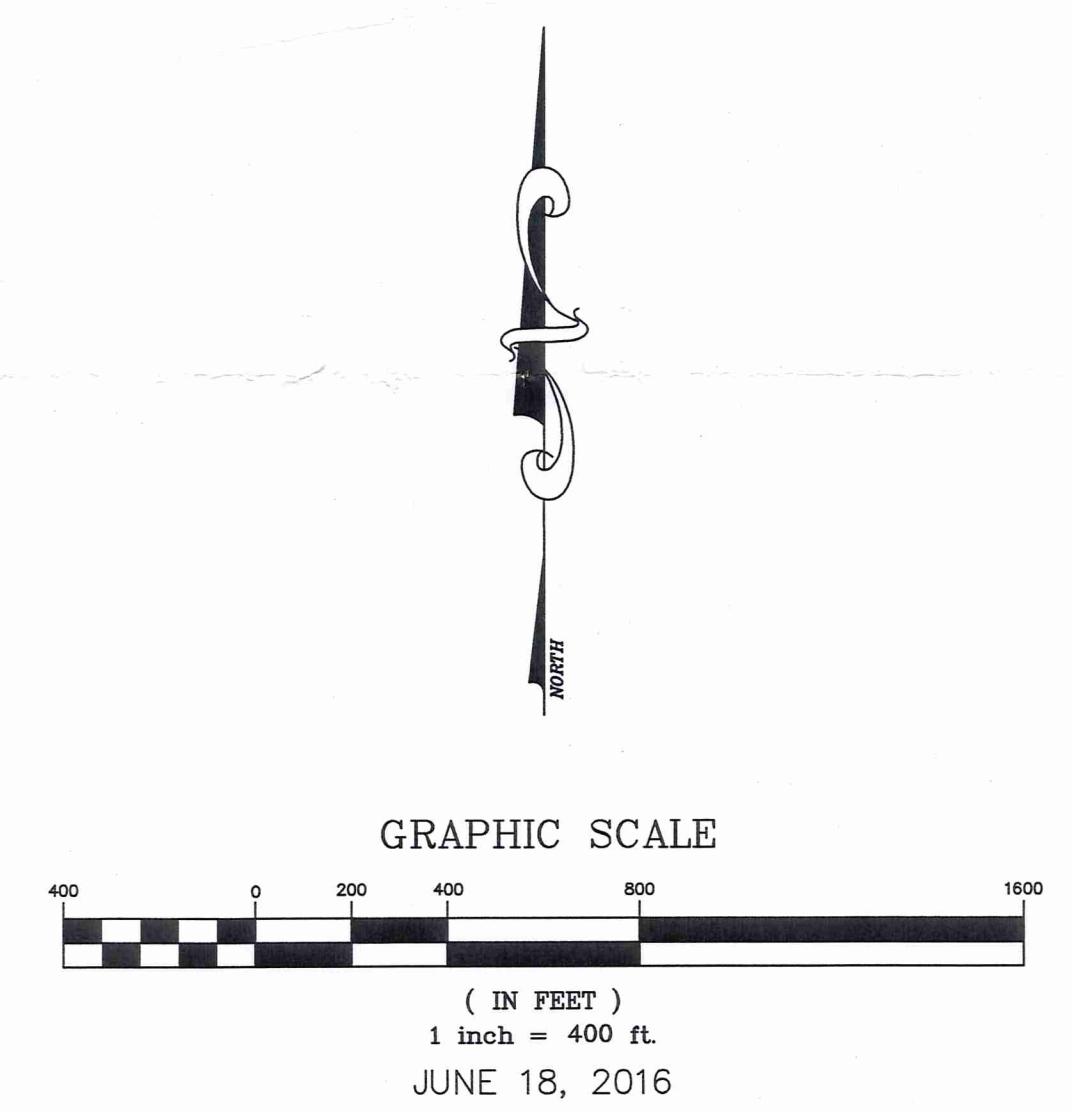 NORTH
GRAPHIC SCALE
400 0 200 400 800 1600
( IN FEET )
1 inch = 400 ft.
JUNE 18, 2016